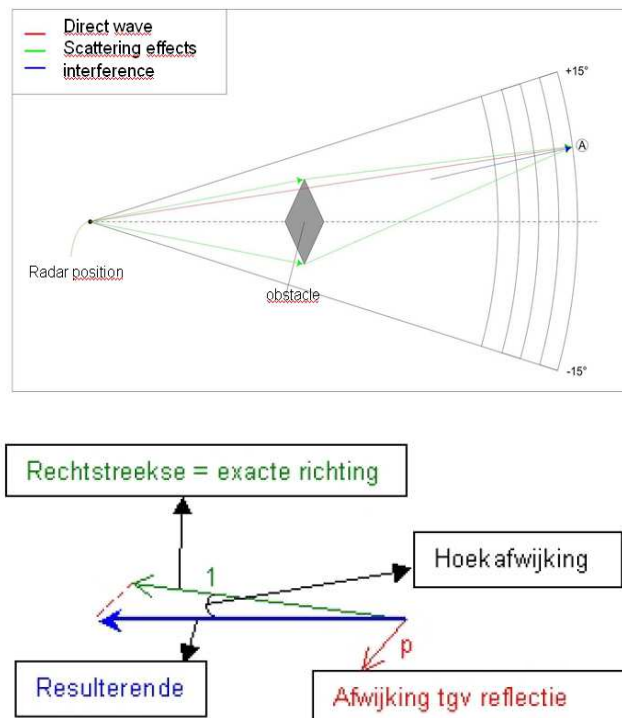 Direct wave
Scattering effects
interference
+15°
A
Radar position
obstacle
-15°
Rechtstreekse = exacte richting
1
Hoekafwijking
p
Resulterende
Afwijking tgv reflectie